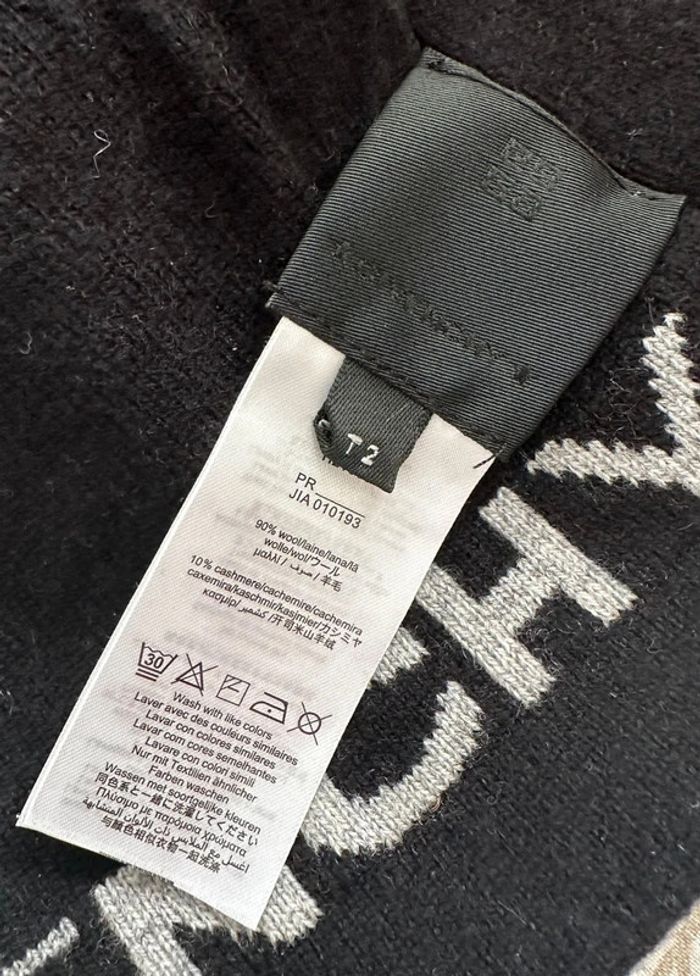 T2
PR
JIA 010193
90% wool/laine/lana/lã
wolle/wol/ウール
μαλλί / صوف / 羊毛
10% cashmere/cachemire/cachemira
caxemira/kaschmir/kasjmier/カシミヤ
κασμίρ/ كشمير /开司米山羊绒
30
Wash with like colors
Laver avec des couleurs similaires
Lavar con colores similares
Lavar com cores semelhantes
Lavare con colori simili
Nur mit Textilien ähnlicher
Farben waschen
Wassen met soortgelijke kleuren
同色系と一緒に洗濯してください
Πλύσιμο με παρόμοια χρώματα
اغسل مع الملابس ذات الألوان المتشابهة
与颜色相似衣物一起洗涤
NCHY